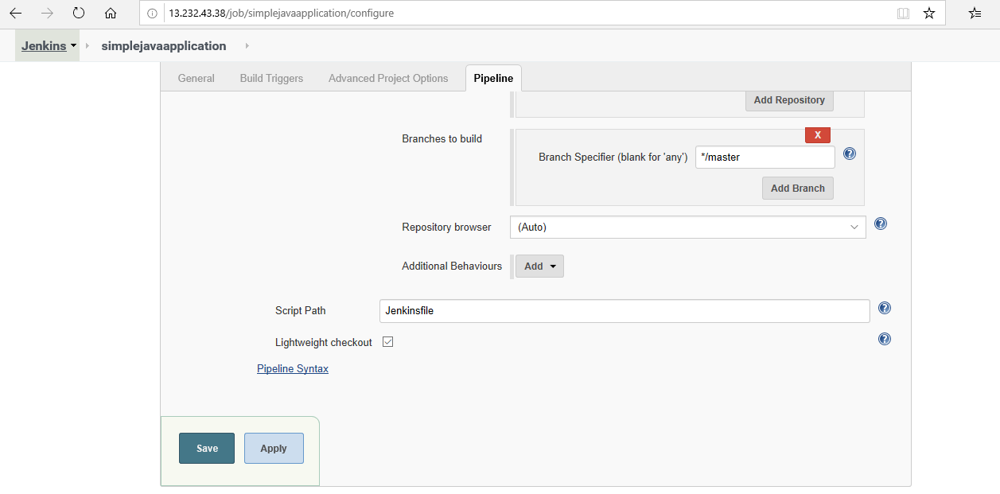 13.232.43.38/job/simplejavaapplication/configure
Jenkins simplejavaapplication
General Build Triggers Advanced Project Options Pipeline
Add Repository
Branches to build
X
Branch Specifier (blank for 'any') */master
Add Branch
Repository browser (Auto)
Additional Behaviours Add
Script Path Jenkinsfile
Lightweight checkout
Pipeline Syntax
Save Apply